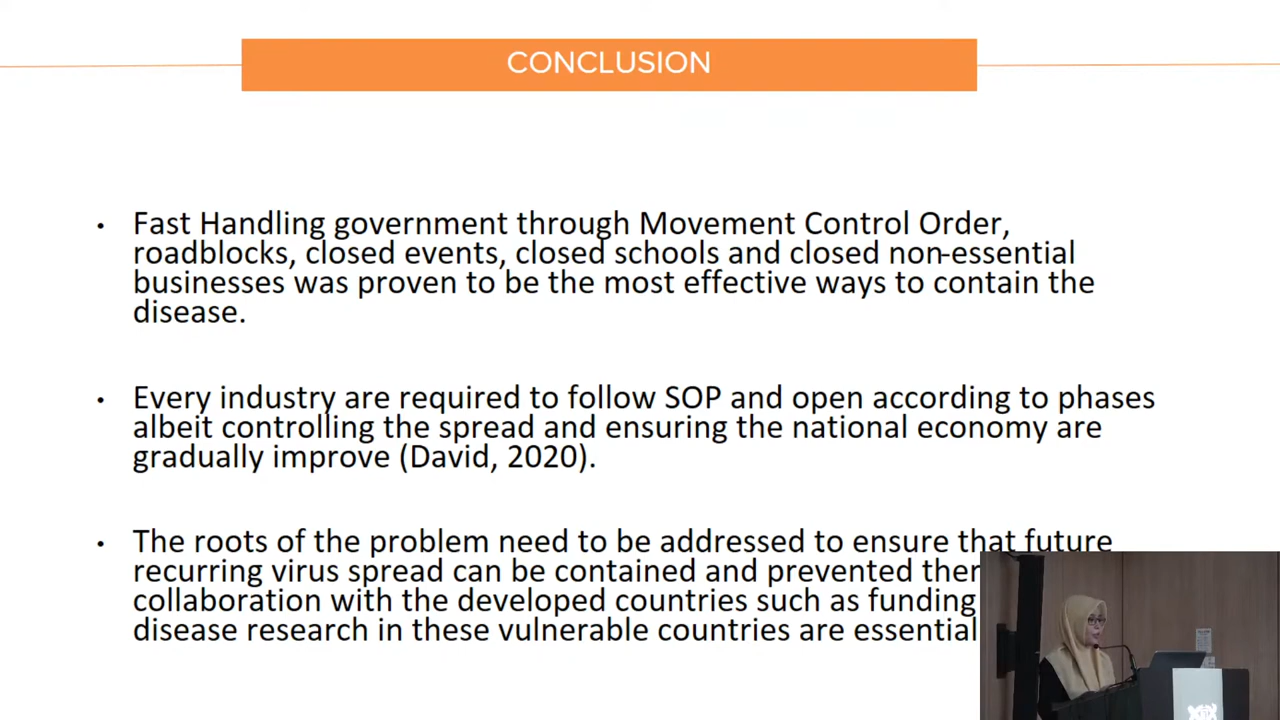 CONCLUSION
• Fast Handling government through Movement Control Order,
roadblocks, closed events, closed schools and closed non-essential
businesses was proven to be the most effective ways to contain the
disease.
• Every industry are required to follow SOP and open according to phases
albeit controlling the spread and ensuring the national economy are
gradually improve (David, 2020).
• The roots of the problem need to be addressed to ensure that future
recurring virus spread can be contained and prevented
collaboration with the developed countries such as funding
disease research in these vulnerable countries are essential